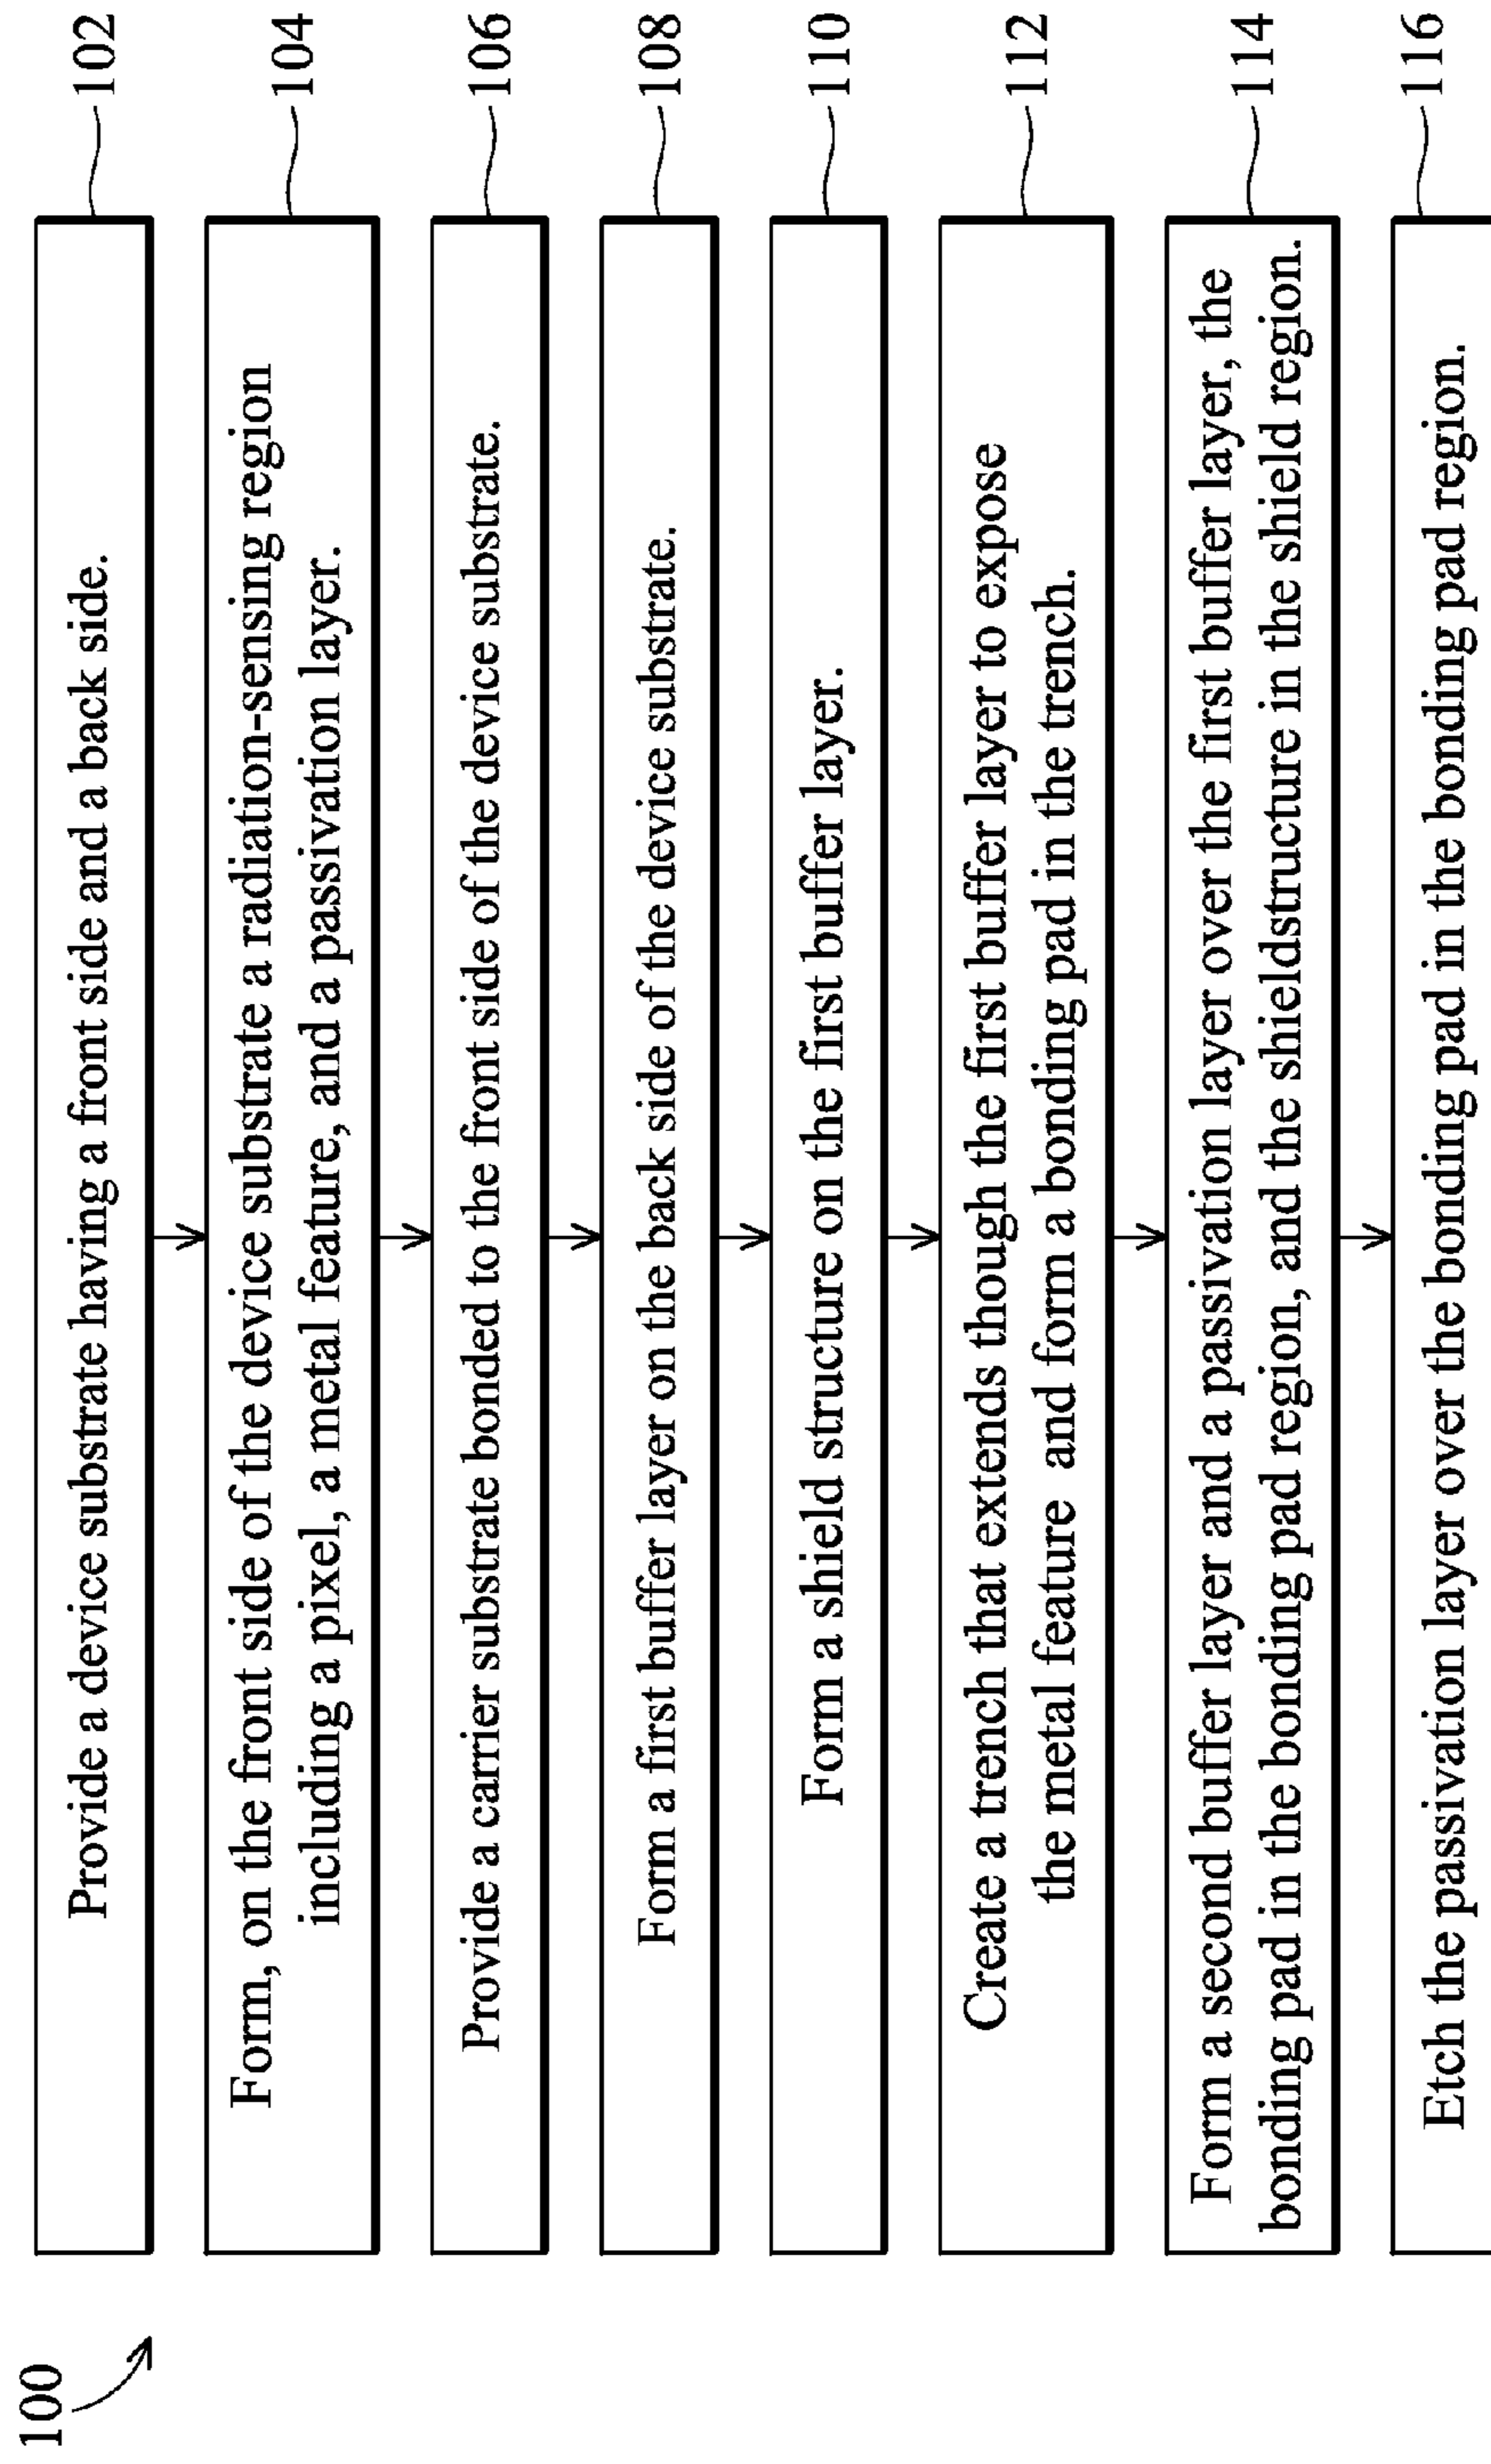 100
Provide a device substrate having a front side and a back side.
102
Form, on the front side of the device substrate a radiation-sensing region
including a pixel, a metal feature, and a passivation layer.
104
Provide a carrier substrate bonded to the front side of the device substrate.
106
Form a first buffer layer on the back side of the device substrate.
108
Form a shield structure on the first buffer layer.
110
Create a trench that extends though the first buffer layer to expose
the metal feature and form a bonding pad in the trench.
112
Form a second buffer layer and a passivation layer over the first buffer layer, the
bonding pad in the bonding pad region, and the shieldstructure in the shield region.
114
Etch the passivation layer over the bonding pad in the bonding pad region.
116